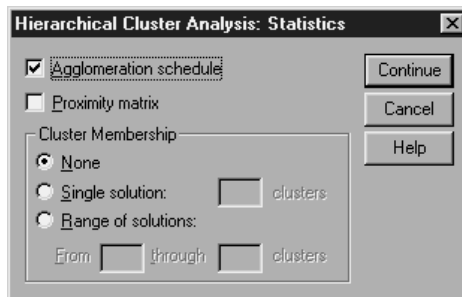 Hierarchical Cluster Analysis: Statistics
Agglomeration schedule
Proximity matrix
Cluster Membership
None
Single solution: clusters
Range of solutions:
From through clusters
Continue
Cancel
Help